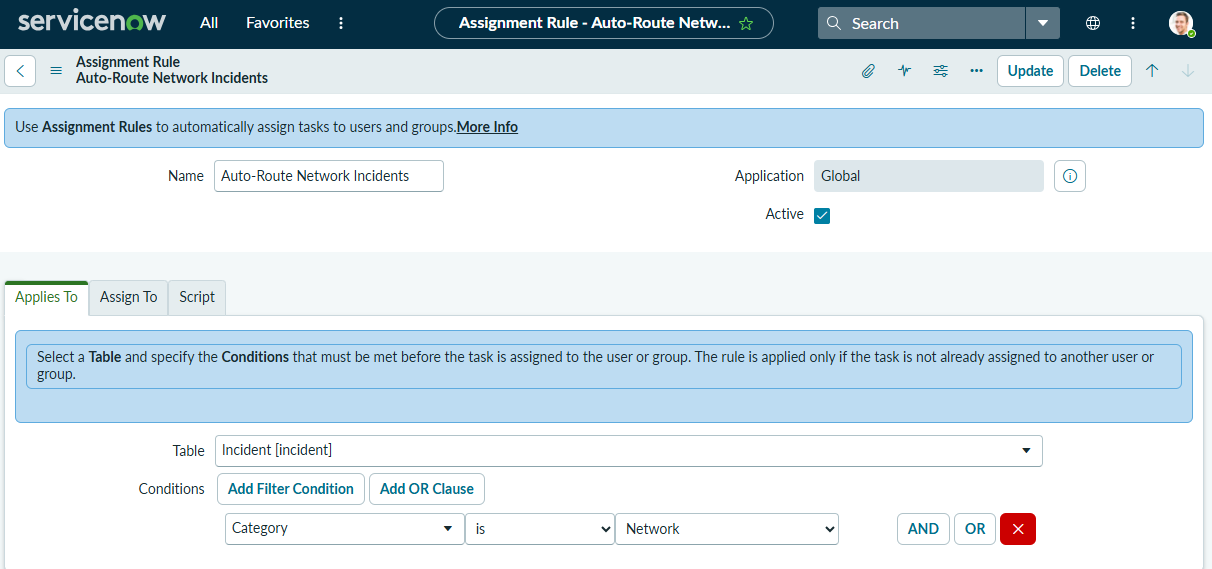 servicenow All Favorites Assignment Rule - Auto-Route Netw... Search
Assignment Rule
Auto-Route Network Incidents
Update Delete
Use Assignment Rules to automatically assign tasks to users and groups.More Info
Name Auto-Route Network Incidents Application Global
Active
Applies To Assign To Script
Select a Table and specify the Conditions that must be met before the task is assigned to the user or group. The rule is applied only if the task is not already assigned to another user or
group.
Table Incident [incident]
Conditions Add Filter Condition Add OR Clause
Category is Network AND OR